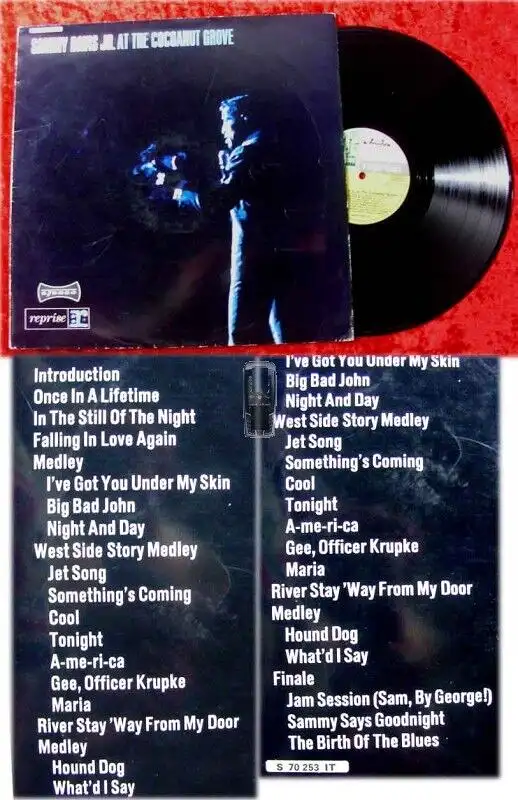 SAMMY DAVIS JR. AT THE COCOANUT GROVE
reprise
Introduction
Once In A Lifetime
In The Still Of The Night
Falling In Love Again
Medley
I've Got You Under My Skin
Big Bad John
Night And Day
West Side Story Medley
Jet Song
Something's Coming
Cool
Tonight
A-me-ri-ca
Gee, Officer Krupke
Maria
River Stay 'Way From My Door
Medley
Hound Dog
What'd I Say
I've Got You Under My Skin
Big Bad John
Night And Day
West Side Story Medley
Jet Song
Something's Coming
Cool
Tonight
A-me-ri-ca
Gee, Officer Krupke
Maria
River Stay 'Way From My Door
Medley
Hound Dog
What'd I Say
Finale
Jam Session (Sam, By George!)
Sammy Says Goodnight
The Birth Of The Blues
S 70 253 IT